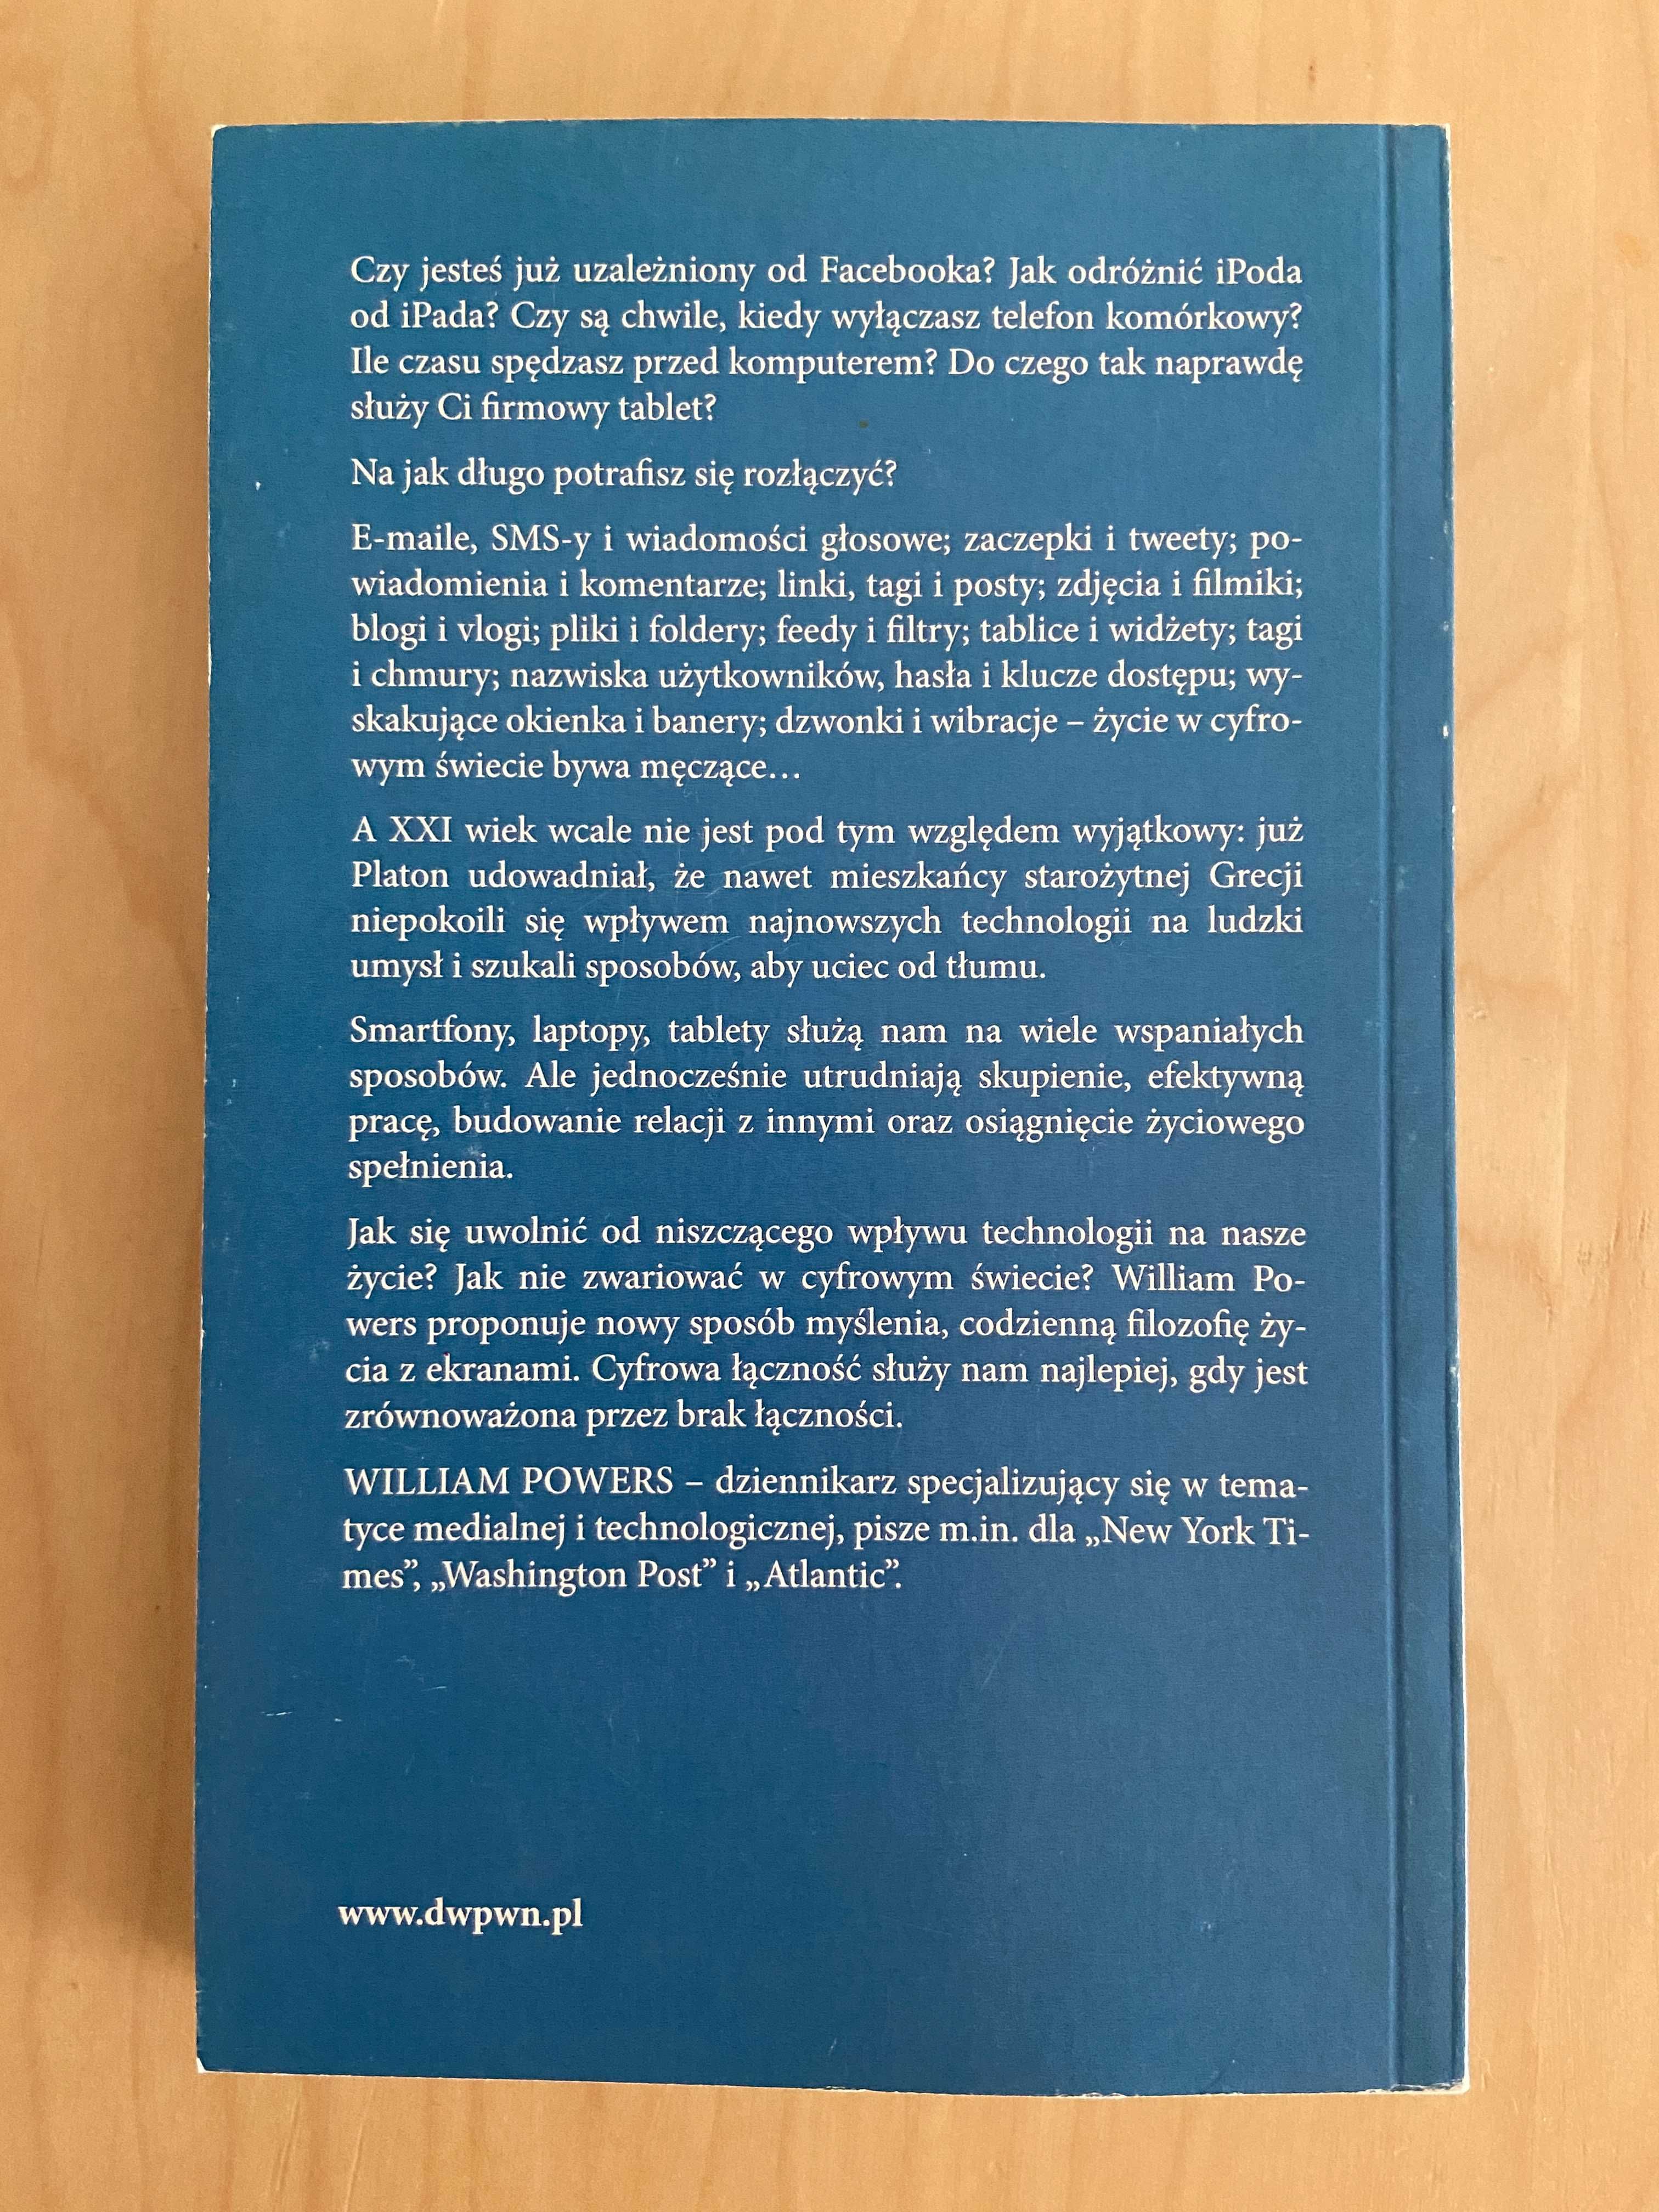 Czy jesteś już uzależniony od Facebooka? Jak odróżnić iPoda
od iPada? Czy są chwile, kiedy wyłączasz telefon komórkowy?
Ile czasu spędzasz przed komputerem? Do czego tak naprawdę
służy Ci firmowy tablet?
Na jak długo potrafisz się rozłączyć?
E-maile, SMS-y i wiadomości głosowe; zaczepki i tweety; po-
wiadomienia i komentarze; linki, tagi i posty; zdjęcia i filmiki;
blogi i vlogi; pliki i foldery; feedy i filtry; tablice i widżety; tagi
i chmury; nazwiska użytkowników, hasła i klucze dostępu; wy-
skakujące okienka i banery; dzwonki i wibracje – życie w cyfro-
wym świecie bywa męczące…
A XXI wiek wcale nie jest pod tym względem wyjątkowy: już
Platon udowadniał, że nawet mieszkańcy starożytnej Grecji
niepokoili się wpływem najnowszych technologii na ludzki
umysł i szukali sposobów, aby uciec od tłumu.
Smartfony, laptopy, tablety służą nam na wiele wspaniałych
sposobów. Ale jednocześnie utrudniają skupienie, efektywną
pracę, budowanie relacji z innymi oraz osiągnięcie życiowego
spełnienia.
Jak się uwolnić od niszczącego wpływu technologii na nasze
życie? Jak nie zwariować w cyfrowym świecie? William Po-
wers proponuje nowy sposób myślenia, codzienną filozofię ży-
cia z ekranami. Cyfrowa łączność służy nam najlepiej, gdy jest
zrównoważona przez brak łączności.
WILLIAM POWERS – dziennikarz specjalizujący się w tema-
tyce medialnej i technologicznej, pisze m.in. dla „New York Ti-
mes”, „Washington Post” i „Atlantic”.
www.dwpwn.pl